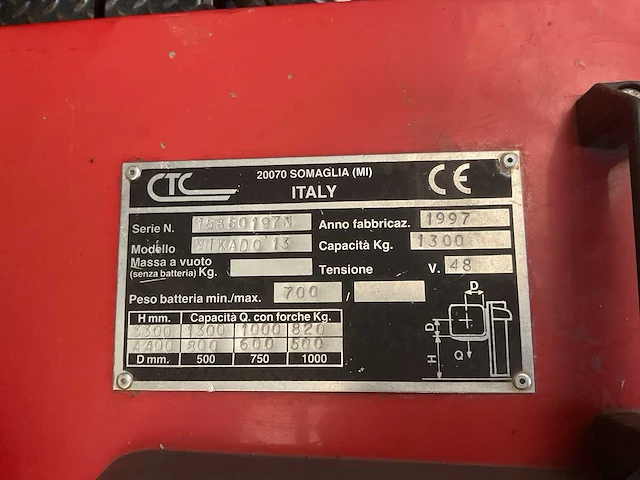 CTC
20070 SOMAGLIA (MI)
ITALY
CE
Serie N.
Anno fabbricaz. 1997
Modello MIKADO 13
Capacità Kg. 1300
Massa a vuoto
(senza batteria) Kg.
Tensione V. 48
Peso batteria min./max. 700 /
H mm. Capacità Q. con forche Kg.
3300 1300 1000 820
4400 800 600 500
D mm. 500 750 1000
D
D
H
Q